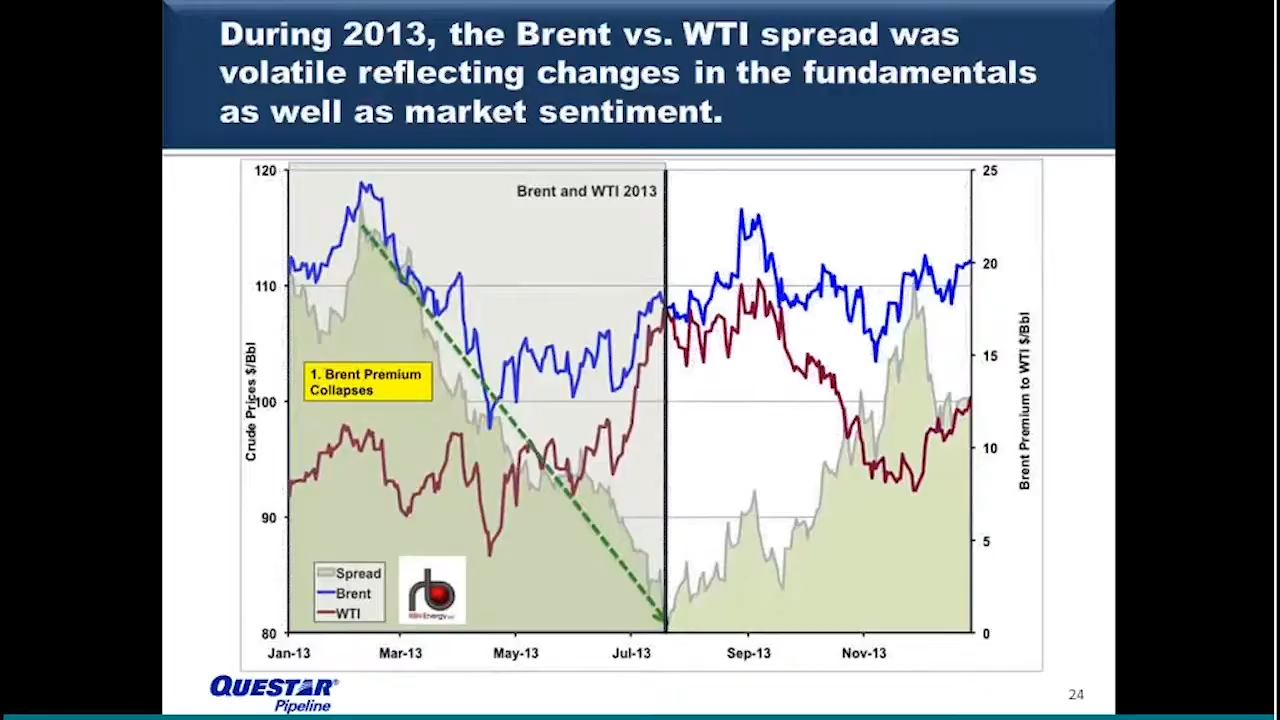 During 2013, the Brent vs. WTI spread was
volatile reflecting changes in the fundamentals
as well as market sentiment.
Brent and WTI 2013
120
110
100
90
80
25
20
15
10
5
0
Crude Prices $/Bbl
Brent Premium to WTI $/Bbl
1. Brent Premium
Collapses
Spread
Brent
WTI
rb
RBN Energy
Jan-13 Mar-13 May-13 Jul-13 Sep-13 Nov-13
QUESTAR®
Pipeline
24